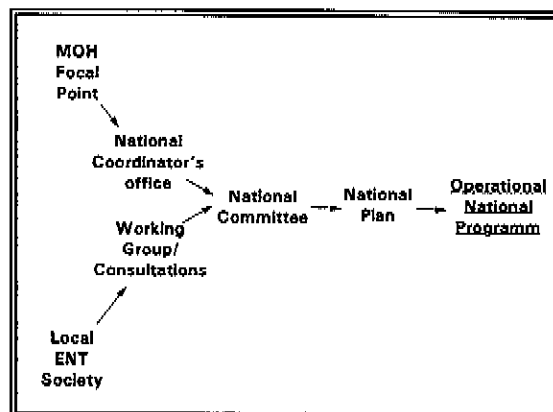 MOH
Focal
Point
National
Coordinator's
office
Working
Group/
Consultations
Local
ENT
Society
National
Committee
National
Plan
Operational
National
Programm